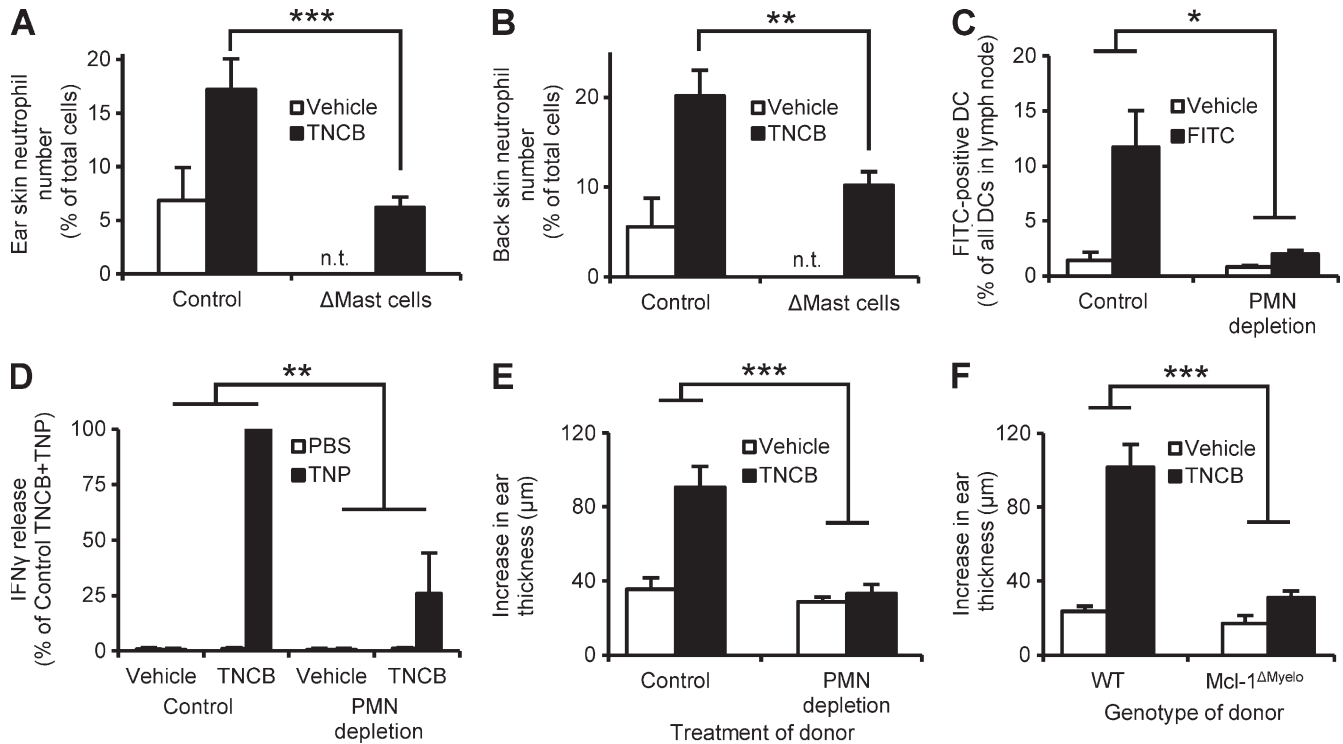 A
***
Ear skin neutrophil
number
(% of total cells)
20
15
10
5
0
Vehicle
TNCB
n.t.
Control
ΔMast cells
B
**
Back skin neutrophil
number
(% of total cells)
20
10
0
Vehicle
TNCB
n.t.
Control
ΔMast cells
C
*
FITC-positive DC
(% of all DCs in lymph node)
20
15
10
5
0
Vehicle
FITC
Control
PMN
depletion
D
**
IFNγ release
(% of Control TNCB+TNP)
100
75
50
25
0
PBS
TNP
Vehicle TNCB Vehicle TNCB
Control
PMN
depletion
E
***
Increase in ear
thickness (μm)
120
80
40
0
Vehicle
TNCB
Control
PMN
depletion
Treatment of donor
F
***
Increase in ear
thickness (μm)
120
80
40
0
Vehicle
TNCB
WT
Mcl-1ΔMyelo
Genotype of donor